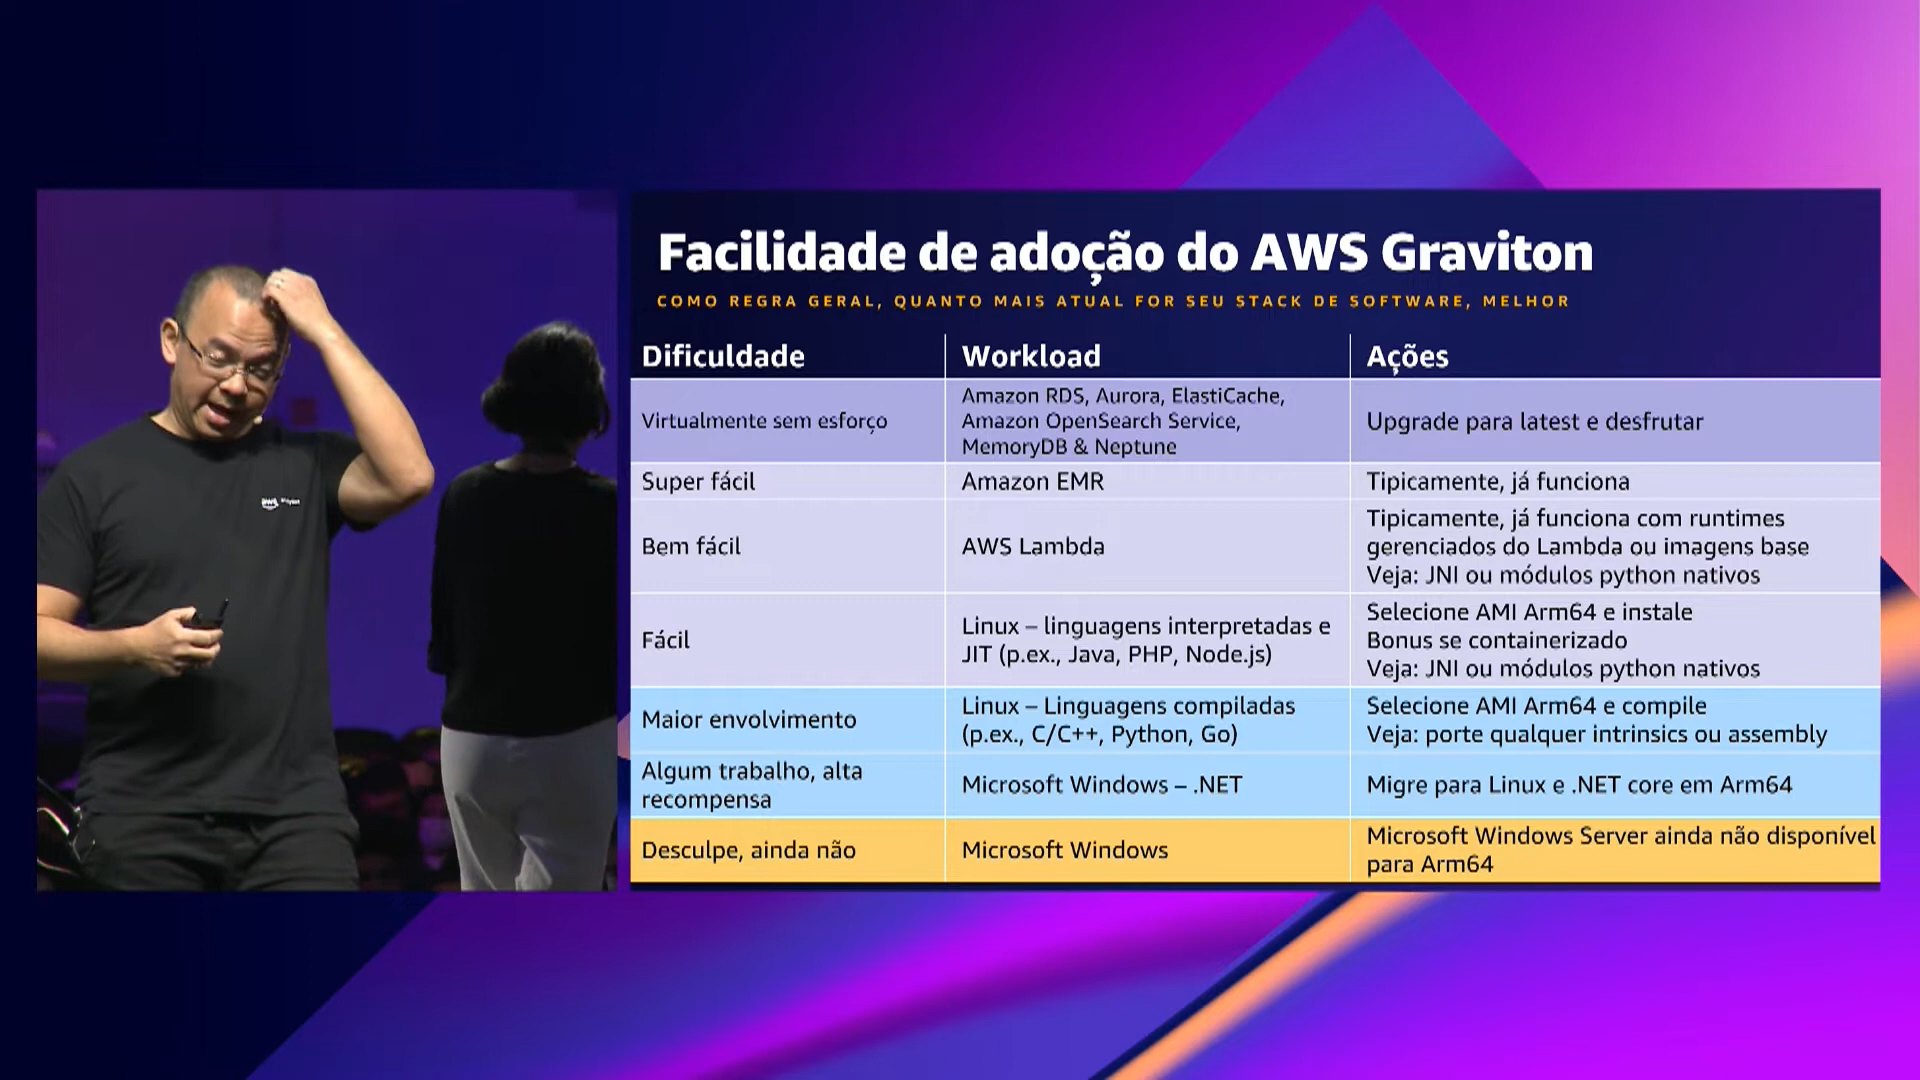 Facilidade de adoção do AWS Graviton
COMO REGRA GERAL, QUANTO MAIS ATUAL FOR SEU STACK DE SOFTWARE, MELHOR
Dificuldade
Workload
Ações
Virtualmente sem esforço
Amazon RDS, Aurora, ElastiCache,
Amazon OpenSearch Service,
MemoryDB & Neptune
Upgrade para latest e desfrutar
Super fácil
Amazon EMR
Tipicamente, já funciona
Bem fácil
AWS Lambda
Tipicamente, já funciona com runtimes
gerenciados do Lambda ou imagens base
Veja: JNI ou módulos python nativos
Fácil
Linux – linguagens interpretadas e
JIT (p.ex., Java, PHP, Node.js)
Selecione AMI Arm64 e instale
Bonus se containerizado
Veja: JNI ou módulos python nativos
Maior envolvimento
Linux – Linguagens compiladas
(p.ex., C/C++, Python, Go)
Selecione AMI Arm64 e compile
Veja: porte qualquer intrinsics ou assembly
Algum trabalho, alta
recompensa
Microsoft Windows – .NET
Migre para Linux e .NET core em Arm64
Desculpe, ainda não
Microsoft Windows
Microsoft Windows Server ainda não disponível
para Arm64
aws